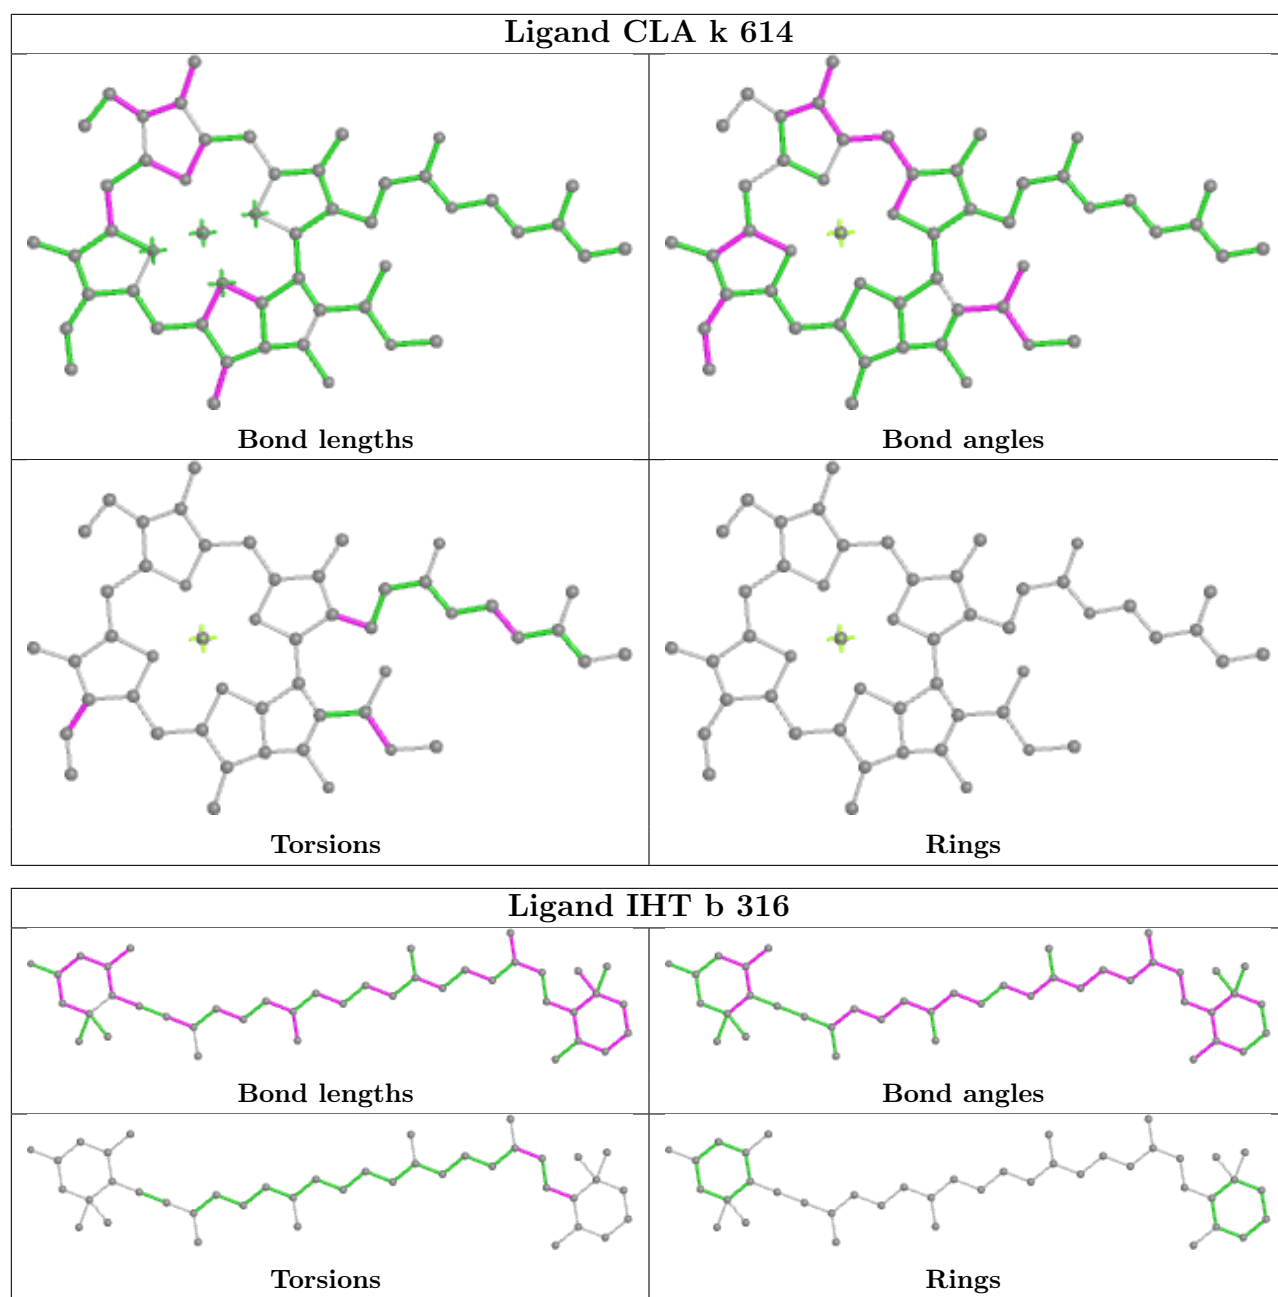 Ligand CLA k 614
Bond lengths
Bond angles
Torsions
Rings
Ligand IHT b 316
Bond lengths
Bond angles
Torsions
Rings